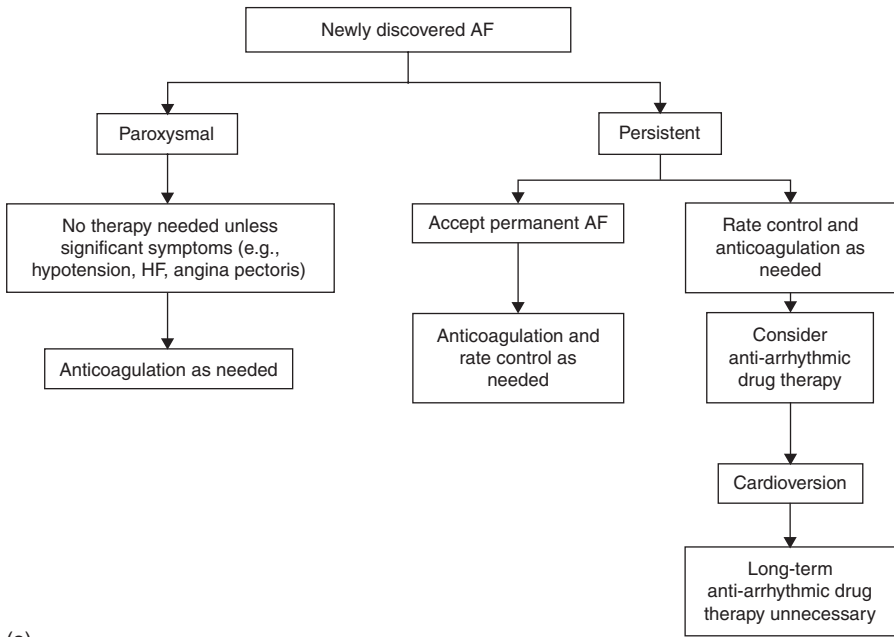 Newly discovered AF
Paroxysmal
Persistent
No therapy needed unless
significant symptoms (e.g.,
hypotension, HF, angina pectoris)
Accept permanent AF
Rate control and
anticoagulation as
needed
Anticoagulation as needed
Anticoagulation and
rate control as
needed
Consider
anti-arrhythmic
drug therapy
Cardioversion
Long-term
anti-arrhythmic drug
therapy unnecessary